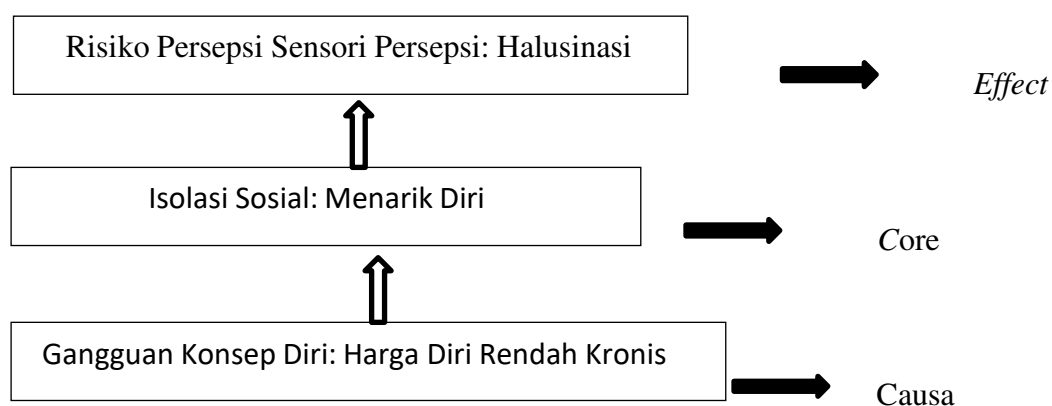 Risiko Persepsi Sensori Persepsi: Halusinasi
Effect
Isolasi Sosial: Menarik Diri
Core
Gangguan Konsep Diri: Harga Diri Rendah Kronis
Causa